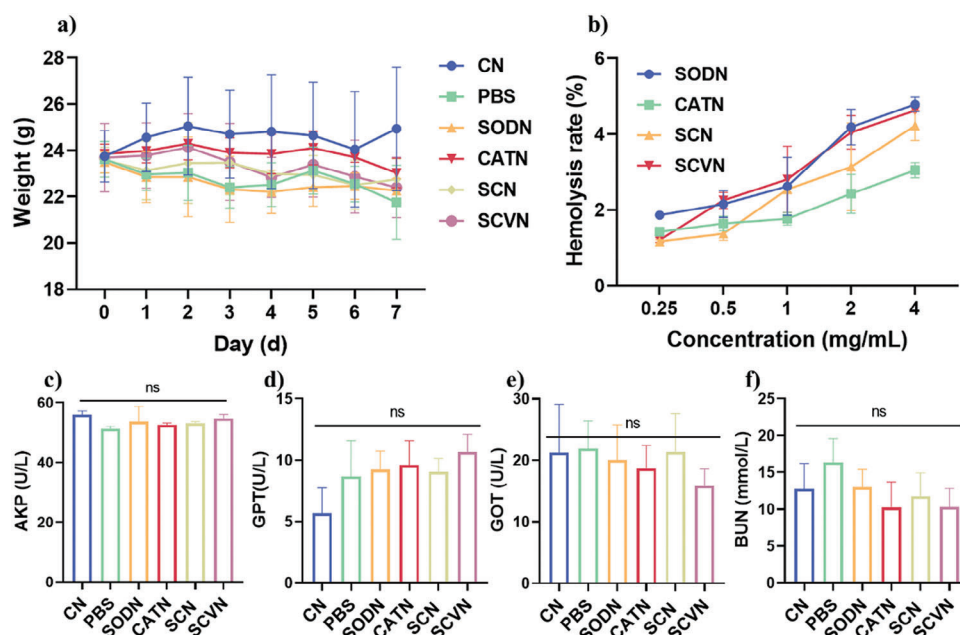 a)
Weight (g)
28
26
24
22
20
18
0 1 2 3 4 5 6 7
Day (d)
CN
PBS
SODN
CATN
SCN
SCVN
b)
Hemolysis rate (%)
6
4
2
0
0.25 0.5 1 2 4
Concentration (mg/mL)
SODN
CATN
SCN
SCVN
c)
ns
AKP (U/L)
60
40
20
0
CN PBS SODN CATN SCN SCVN
d)
ns
GPT(U/L)
15
10
5
0
CN PBS SODN CATN SCN SCVN
e)
ns
GOT (U/L)
30
20
10
0
CN PBS SODN CATN SCN SCVN
f)
ns
BUN (mmol/L)
25
20
15
10
5
0
CN PBS SODN CATN SCN SCVN